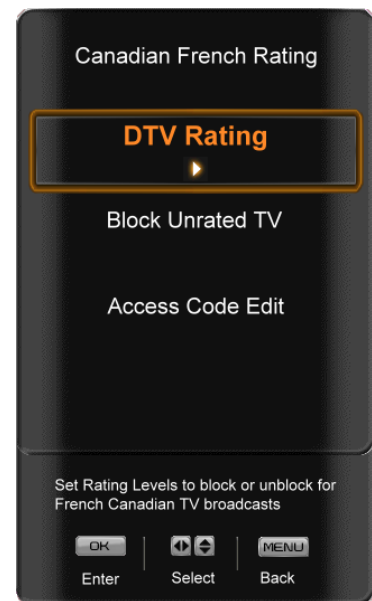 Canadian French Rating
DTV Rating
Block Unrated TV
Access Code Edit
Set Rating Levels to block or unblock for
French Canadian TV broadcasts
OK
MENU
Enter
Select
Back